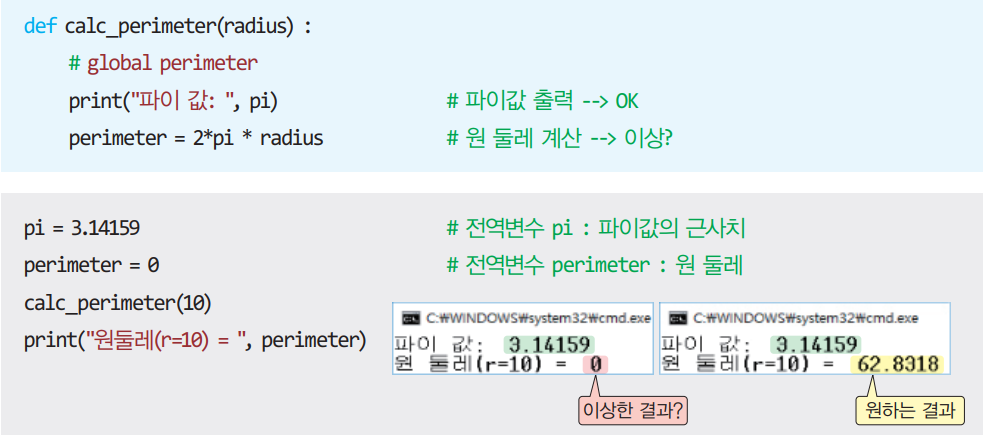 def calc_perimeter(radius) :
# global perimeter
print("파이 값: ", pi) # 파이값 출력 --> OK
perimeter = 2*pi * radius # 원 둘레 계산 --> 이상?
pi = 3.14159 # 전역변수 pi : 파이값의 근사치
perimeter = 0 # 전역변수 perimeter : 원 둘레
calc_perimeter(10)
print("원둘레(r=10) = ", perimeter)
C:₩WINDOWS₩system32₩cmd.exe
파이 값: 3.14159
원 둘레(r=10) = 0
이상한 결과?
C:₩WINDOWS₩system32₩cmd.exe
파이 값: 3.14159
원 둘레(r=10) = 62.8318
원하는 결과